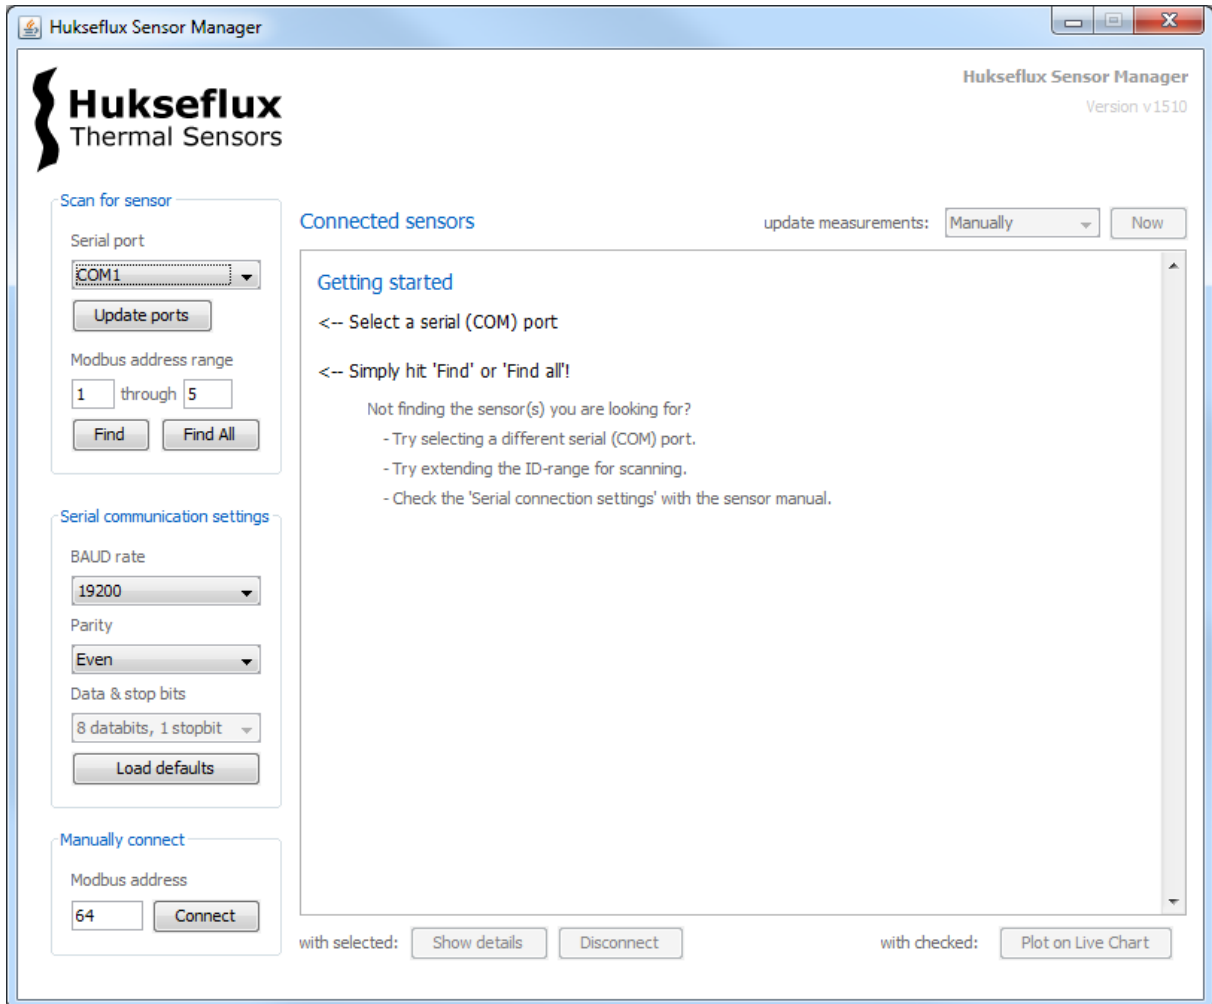 Hukseflux Sensor Manager
Hukseflux Sensor Manager
Version v1510
Hukseflux
Thermal Sensors
Scan for sensor
Serial port
COM1
Update ports
Modbus address range
1 through 5
Find Find All
Serial communication settings
BAUD rate
19200
Parity
Even
Data & stop bits
8 databits, 1 stopbit
Load defaults
Manually connect
Modbus address
64 Connect
Connected sensors update measurements: Manually Now
Getting started
<-- Select a serial (COM) port
<-- Simply hit 'Find' or 'Find all'!
Not finding the sensor(s) you are looking for?
- Try selecting a different serial (COM) port.
- Try extending the ID-range for scanning.
- Check the 'Serial connection settings' with the sensor manual.
with selected: Show details Disconnect with checked: Plot on Live Chart